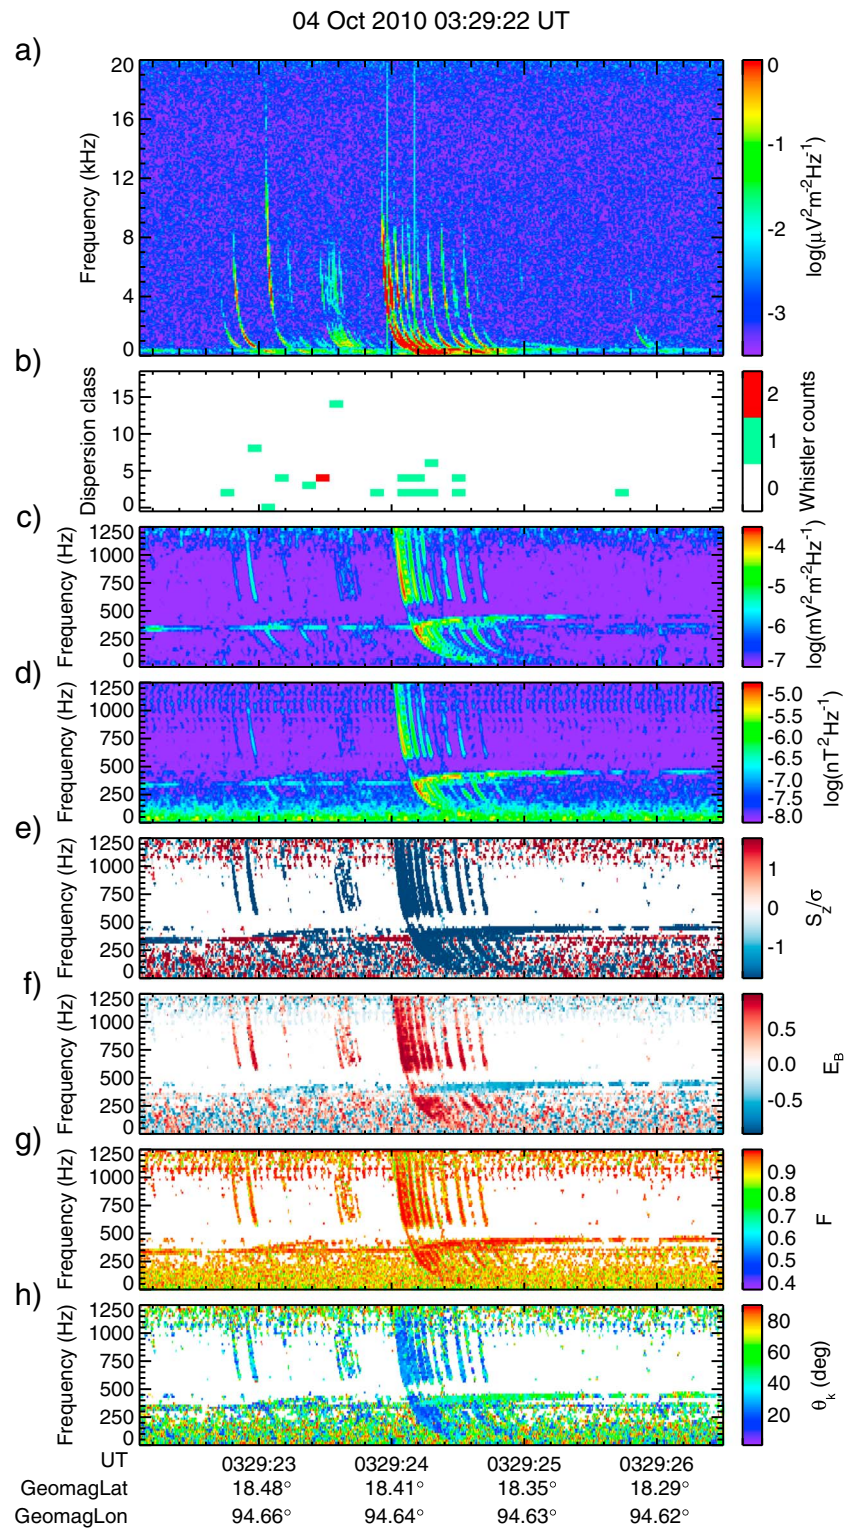 04 Oct 2010 03:29:22 UT
a)
Frequency (kHz)
20
16
12
8
4
0
0
-1
-2
-3
log(μV²m⁻²Hz⁻¹)
b)
Dispersion class
15
10
5
0
2
1
0
Whistler counts
c)
Frequency (Hz)
1250
1000
750
500
250
0
-4
-5
-6
-7
log(mV²m⁻²Hz⁻¹)
d)
Frequency (Hz)
1250
1000
750
500
250
0
-5.0
-5.5
-6.0
-6.5
-7.0
-7.5
-8.0
log(nT²Hz⁻¹)
e)
Frequency (Hz)
1250
1000
750
500
250
0
1
0
-1
S_Z/σ
f)
Frequency (Hz)
1250
1000
750
500
250
0
0.5
0.0
-0.5
E_B
g)
Frequency (Hz)
1250
1000
750
500
250
0
0.9
0.8
0.7
0.6
0.5
0.4
F
h)
Frequency (Hz)
1250
1000
750
500
250
0
80
60
40
20
θ_k (deg)
UT 0329:23 0329:24 0329:25 0329:26
GeomagLat 18.48° 18.41° 18.35° 18.29°
GeomagLon 94.66° 94.64° 94.63° 94.62°